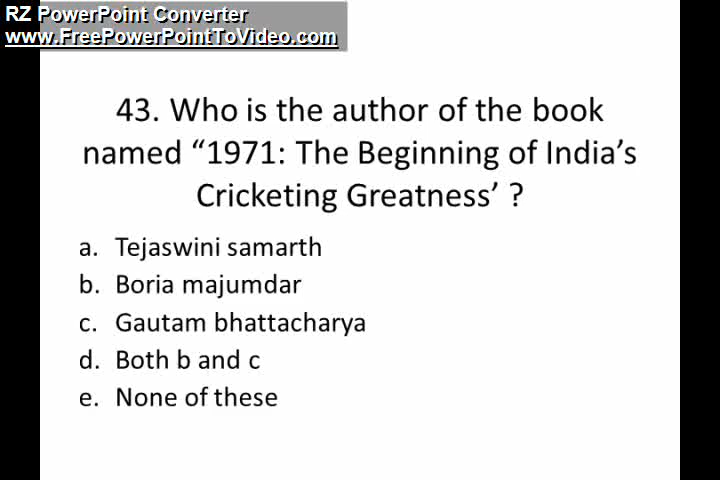 RZ PowerPoint Converter
www.FreePowerPointToVideo.com
43. Who is the author of the book
named “1971: The Beginning of India’s
Cricketing Greatness’ ?
a. Tejaswini samarth
b. Boria majumdar
c. Gautam bhattacharya
d. Both b and c
e. None of these